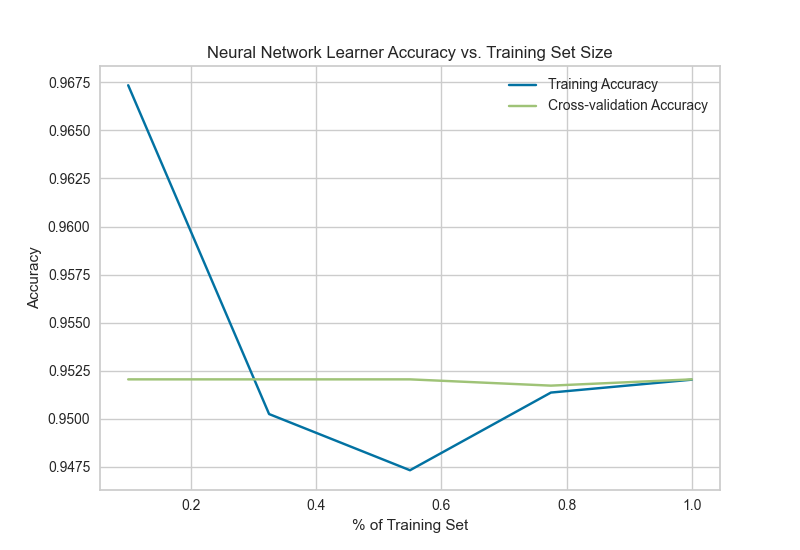 Neural Network Learner Accuracy vs. Training Set Size
Training Accuracy
Cross-validation Accuracy
Accuracy
0.9675
0.9650
0.9625
0.9600
0.9575
0.9550
0.9525
0.9500
0.9475
0.2
0.4
0.6
0.8
1.0
% of Training Set